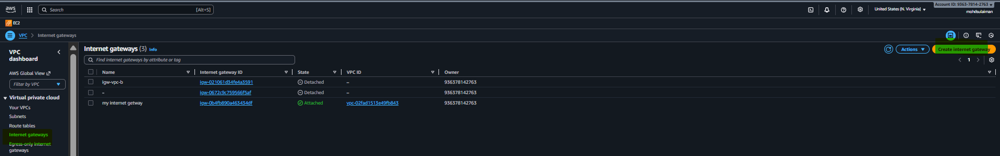 aws
Search [Alt+S]
United States (N. Virginia)
Account ID: 9363-7814-2763
mohdsulaiman
EC2
VPC > Internet gateways
VPC dashboard
AWS Global View
Filter by VPC
Virtual private cloud
Your VPCs
Subnets
Route tables
Internet gateways
Egress-only internet
gateways
Internet gateways (3) Info
Actions
Create internet gateway
Find internet gateways by attribute or tag
1
Name Internet gateway ID State VPC ID Owner
igw-vpc-b igw-021061d34fe4a3591 Detached – 936378142763
– igw-0672c9c759566f5af Detached – 936378142763
my internet getway igw-0b4fb890a463434df Attached vpc-02fad1513e49fb843 936378142763